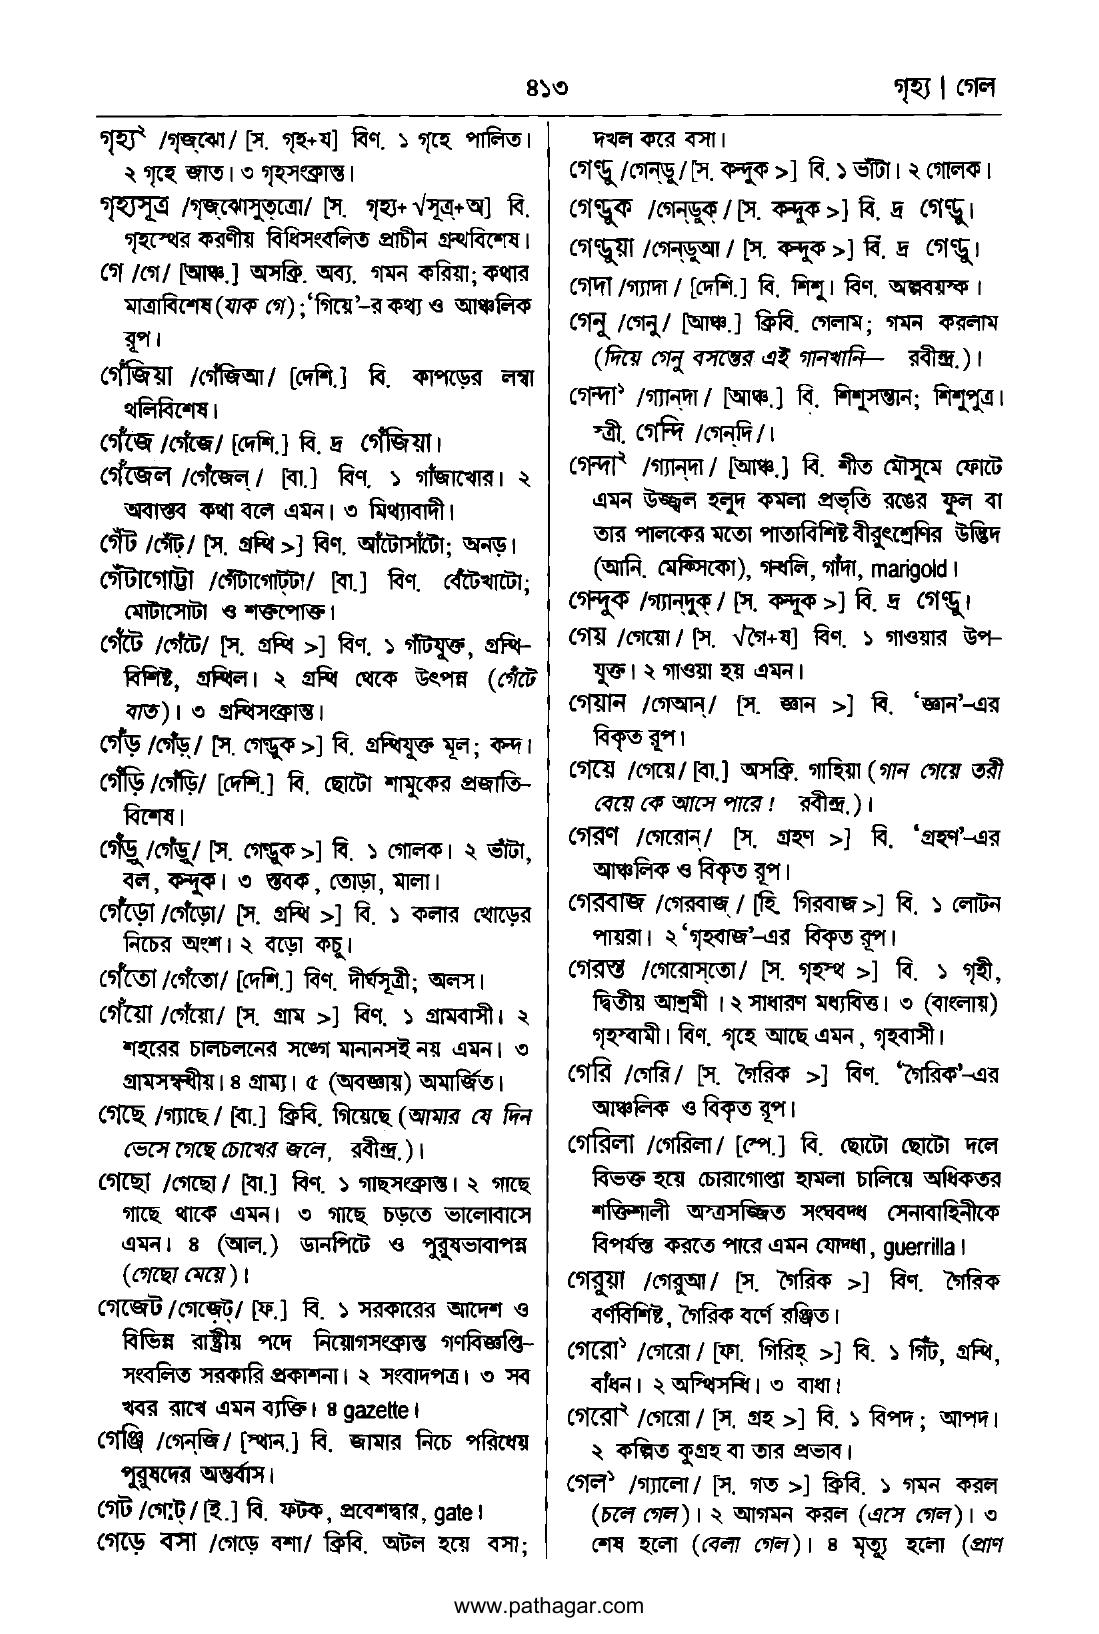 ৪১৩
গৃহ্য | গেল
গৃহ্য২ /গৃজ্‌ঝো/ [স. গৃহ+য] বিণ. ১ গৃহে পালিত।
২ গৃহে জাত। ৩ গৃহসংক্রান্ত।
গৃহ্যসূত্র /গৃজ্‌ঝোসুত্‌ত্রো/ [স. গৃহ্য+√সূত্র্+অ] বি.
গৃহস্থের করণীয় বিধিসংবলিত প্রাচীন গ্রন্থবিশেষ।
গে /গে/ [আঞ্চ.] অসক্রি. অব্য. গমন করিয়া; কথার
মাত্রাবিশেষ (যাক গে); ‘গিয়ে’-র কথ্য ও আঞ্চলিক
রূপ।
গেঁজিয়া /গেঁজিআ/ [দেশি.] বি. কাপড়ের লম্বা
থলিবিশেষ।
গেঁজে /গেঁজে/ [দেশি.] বি. দ্র গেঁজিয়া।
গেঁজেল /গেঁজেল্/ [বা.] বিণ. ১ গাঁজাখোর। ২
অবাস্তব কথা বলে এমন। ৩ মিথ্যাবাদী।
গেঁট /গেঁট্/ [স. গ্রন্থি >] বিণ. আঁটোসাঁটো; অনড়।
গেঁটাগোট্টা /গেঁটাগোট্‌টা/ [বা.] বিণ. বেঁটেখাটো;
মোটাসোটা ও শক্তপোক্ত।
গেঁটে /গেঁটে/ [স. গ্রন্থি >] বিণ. ১ গাঁটযুক্ত, গ্রন্থি-
বিশিষ্ট, গ্রন্থিল। ২ গ্রন্থি থেকে উৎপন্ন (গেঁটে
বাত)। ৩ গ্রন্থিসংক্রান্ত।
গেঁড় /গেঁড়্/ [স. গেণ্ডুক >] বি. গ্রন্থিযুক্ত মূল; কন্দ।
গেঁড়ি /গেঁড়ি/ [দেশি.] বি. ছোটো শামুকের প্রজাতি-
বিশেষ।
গেঁড়ু /গেঁড়ু/ [স. গেণ্ডুক >] বি. ১ গোলক। ২ ভাঁটা,
বল, কন্দুক। ৩ স্তবক, তোড়া, মালা।
গেঁড়ো /গেঁড়ো/ [স. গ্রন্থি >] বি. ১ কলার থোড়ের
নিচের অংশ। ২ বড়ো কচু।
গেঁতো /গেঁতো/ [দেশি.] বিণ. দীর্ঘসূত্রী; অলস।
গেঁয়ো /গেঁয়ো/ [স. গ্রাম >] বিণ. ১ গ্রামবাসী। ২
শহরের চালচলনের সঙ্গে মানানসই নয় এমন। ৩
গ্রামসম্বন্ধীয়। ৪ গ্রাম্য। ৫ (অবজ্ঞায়) অমার্জিত।
গেছে /গ্যাছে/ [বা.] ক্রিবি. গিয়েছে (আমার যে দিন
ভেসে গেছে চোখের জলে, রবীন্দ্র.)।
গেছো /গেছো/ [বা.] বিণ. ১ গাছসংক্রান্ত। ২ গাছে
গাছে থাকে এমন। ৩ গাছে চড়তে ভালোবাসে
এমন। ৪ (আল.) ডানপিটে ও পুরুষভাবাপন্ন
(গেছো মেয়ে)।
গেজেট /গেজেট্/ [ফ.] বি. ১ সরকারের আদেশ ও
বিভিন্ন রাষ্ট্রীয় পদে নিয়োগসংক্রান্ত গণবিজ্ঞপ্তি-
সংবলিত সরকারি প্রকাশনা। ২ সংবাদপত্র। ৩ সব
খবর রাখে এমন ব্যক্তি। ৪ gazette।
গেঞ্জি /গেন্‌জি/ [স্থান.] বি. জামার নিচে পরিধেয়
পুরুষদের অন্তর্বাস।
গেট /গেট্/ [ই.] বি. ফটক, প্রবেশদ্বার, gate।
গেড়ে বসা /গেড়ে বশা/ ক্রিবি. অটল হয়ে বসা;
দখল করে বসা।
গেণ্ডু /গেন্‌ডু/ [স. কন্দুক >] বি. ১ ভাঁটা। ২ গোলক।
গেণ্ডুক /গেন্‌ডুক্/ [স. কন্দুক >] বি. দ্র গেণ্ডু।
গেণ্ডুয়া /গেন্‌ডুআ/ [স. কন্দুক >] বি. দ্র গেণ্ডু।
গেদা /গ্যাদা/ [দেশি.] বি. শিশু। বিণ. অল্পবয়স্ক।
গেনু /গেনু/ [আঞ্চ.] ক্রিবি. গেলাম; গমন করলাম
(দিয়ে গেনু বসন্তের এই গানখানি— রবীন্দ্র.)।
গেন্দা১ /গ্যান্‌দা/ [আঞ্চ.] বি. শিশুসন্তান; শিশুপুত্র।
স্ত্রী. গেন্দি /গেন্‌দি/।
গেন্দা২ /গ্যান্‌দা/ [আঞ্চ.] বি. শীত মৌসুমে ফোটে
এমন উজ্জ্বল হলুদ কমলা প্রভৃতি রঙের ফুল বা
তার পালকের মতো পাতাবিশিষ্ট বীরুৎশ্রেণির উদ্ভিদ
(আনি. মেক্সিকো), গন্ধলি, গাঁদা, marigold।
গেন্দুক /গ্যান্‌দুক্/ [স. কন্দুক >] বি. দ্র গেণ্ডু।
গেয় /গেয়ো/ [স. √গৈ+ষ] বিণ. ১ গাওয়ার উপ-
যুক্ত। ২ গাওয়া হয় এমন।
গেয়ান /গেআন্/ [স. জ্ঞান >] বি. ‘জ্ঞান’-এর
বিকৃত রূপ।
গেয়ে /গেয়ে/ [বা.] অসক্রি. গাহিয়া (গান গেয়ে তরী
বেয়ে কে আসে পারে! রবীন্দ্র.)।
গেরণ /গেরোন্/ [স. গ্রহণ >] বি. ‘গ্রহণ’-এর
আঞ্চলিক ও বিকৃত রূপ।
গেরবাজ /গেরবাজ্/ [হি. গিরবাজ >] বি. ১ লোটন
পায়রা। ২ ‘গৃহবাজ’-এর বিকৃত রূপ।
গেরস্ত /গেরোস্‌তো/ [স. গৃহস্থ >] বি. ১ গৃহী,
দ্বিতীয় আশ্রমী। ২ সাধারণ মধ্যবিত্ত। ৩ (বাংলায়)
গৃহস্বামী। বিণ. গৃহে আছে এমন, গৃহবাসী।
গেরি /গেরি/ [স. গৈরিক >] বিণ. ‘গৈরিক’-এর
আঞ্চলিক ও বিকৃত রূপ।
গেরিলা /গেরিলা/ [স্পে.] বি. ছোটো ছোটো দলে
বিভক্ত হয়ে চোরাগোপ্তা হামলা চালিয়ে অধিকতর
শক্তিশালী অস্ত্রসজ্জিত সংঘবদ্ধ সেনাবাহিনীকে
বিপর্যস্ত করতে পারে এমন যোদ্ধা, guerrilla।
গেরুয়া /গেরুআ/ [স. গৈরিক >] বিণ. গৈরিক
বর্ণবিশিষ্ট, গৈরিক বর্ণে রঞ্জিত।
গেরো১ /গেরো/ [ফা. গিরিহ্ >] বি. ১ গিঁট, গ্রন্থি,
বাঁধন। ২ অস্থিসন্ধি। ৩ বাধা।
গেরো২ /গেরো/ [স. গ্রহ >] বি. ১ বিপদ; আপদ।
২ কল্পিত কুগ্রহ বা তার প্রভাব।
গেল১ /গ্যালো/ [স. গত >] ক্রিবি. ১ গমন করল
(চলে গেল)। ২ আগমন করল (এসে গেল)। ৩
শেষ হলো (বেলা গেল)। ৪ মৃত্যু হলো (প্রাণ
www.pathagar.com